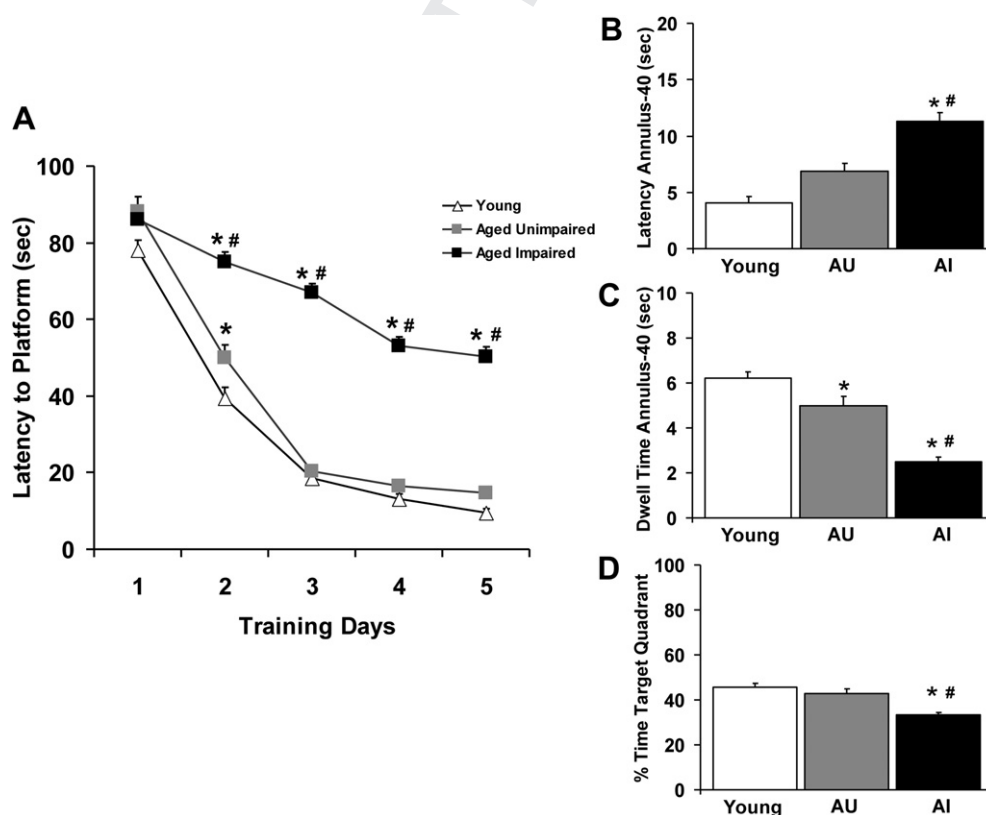 A
Latency to Platform (sec)
100
80
60
40
20
0
* #
* #
* #
* #
*
Young
Aged Unimpaired
Aged Impaired
1 2 3 4 5
Training Days
B
Latency Annulus-40 (sec)
20
15
10
5
0
* #
Young AU AI
C
Dwell Time Annulus-40 (sec)
10
8
6
4
2
0
*
* #
Young AU AI
D
% Time Target Quadrant
100
80
60
40
20
0
* #
Young AU AI